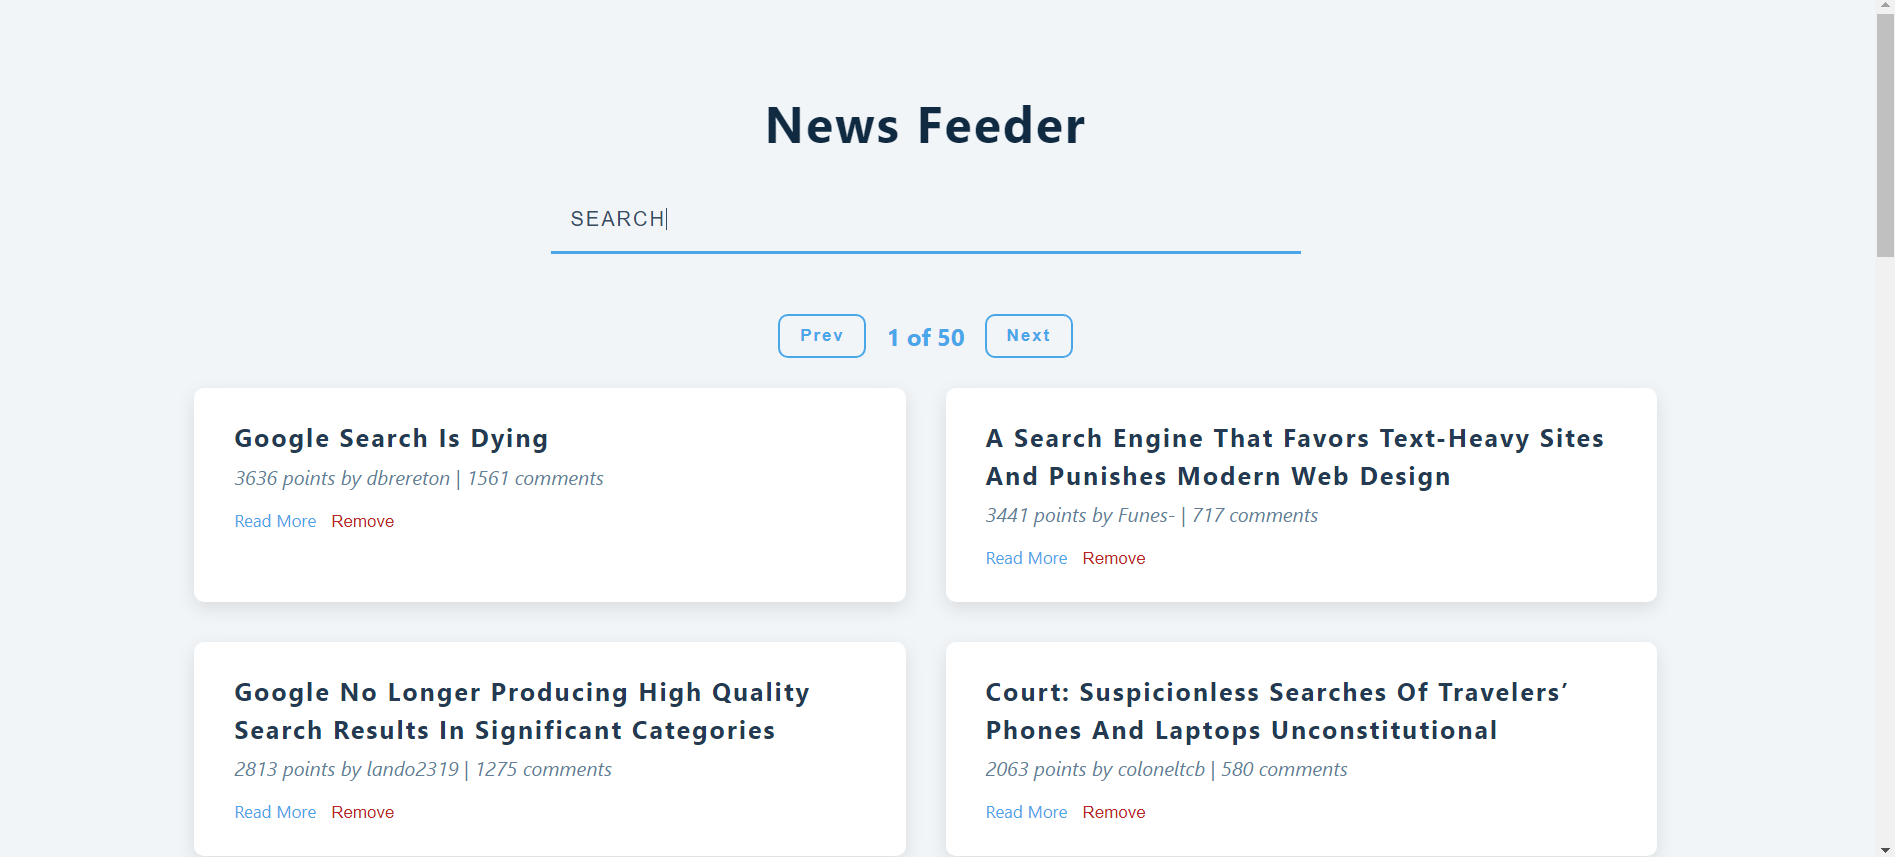 News Feeder
SEARCH
Prev 1 of 50 Next
Google Search Is Dying
3636 points by dbrereton | 1561 comments
Read More Remove
A Search Engine That Favors Text-Heavy Sites
And Punishes Modern Web Design
3441 points by Funes- | 717 comments
Read More Remove
Google No Longer Producing High Quality
Search Results In Significant Categories
2813 points by lando2319 | 1275 comments
Read More Remove
Court: Suspicionless Searches Of Travelers’
Phones And Laptops Unconstitutional
2063 points by coloneltcb | 580 comments
Read More Remove